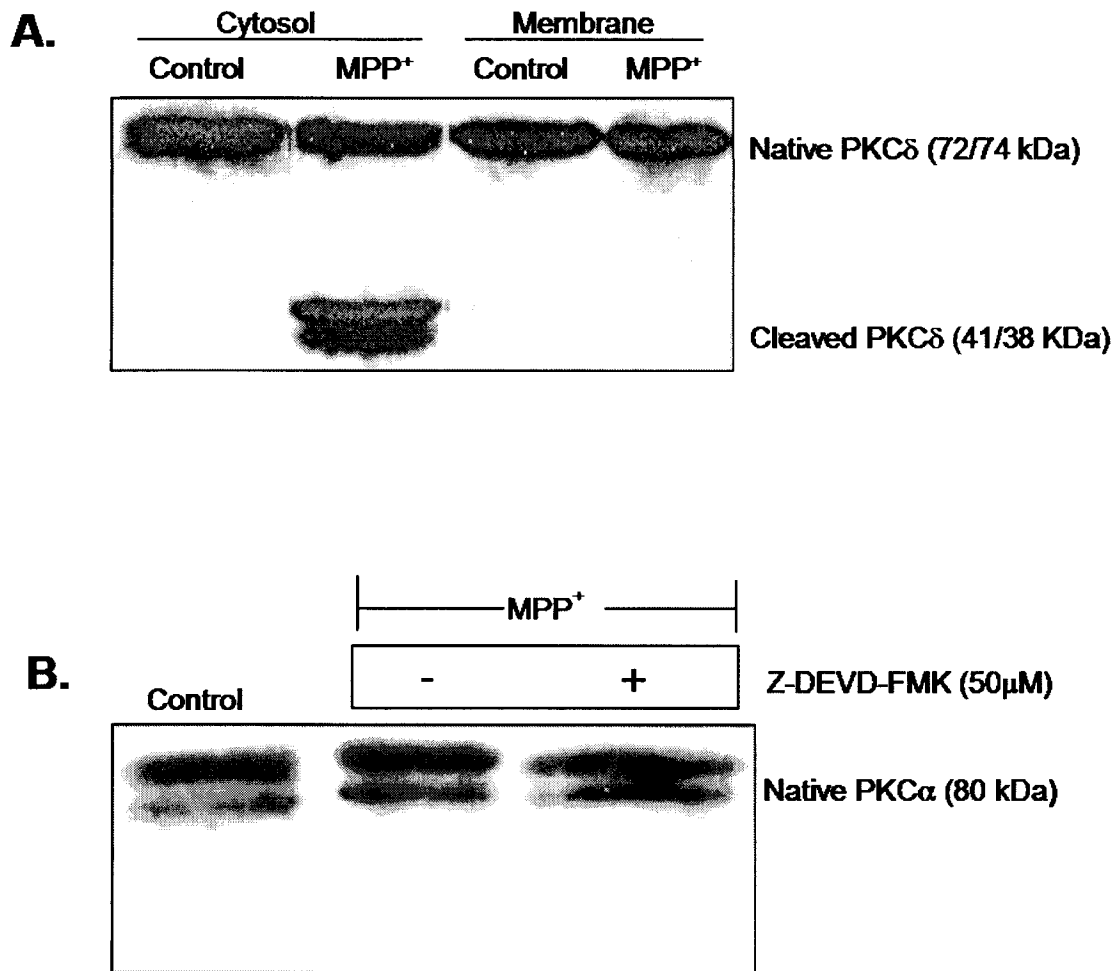 A.
Cytosol Membrane
Control MPP⁺ Control MPP⁺
Native PKCδ (72/74 kDa)
Cleaved PKCδ (41/38 KDa)
MPP⁺
B.
- + Z-DEVD-FMK (50μM)
Control
Native PKCα (80 kDa)